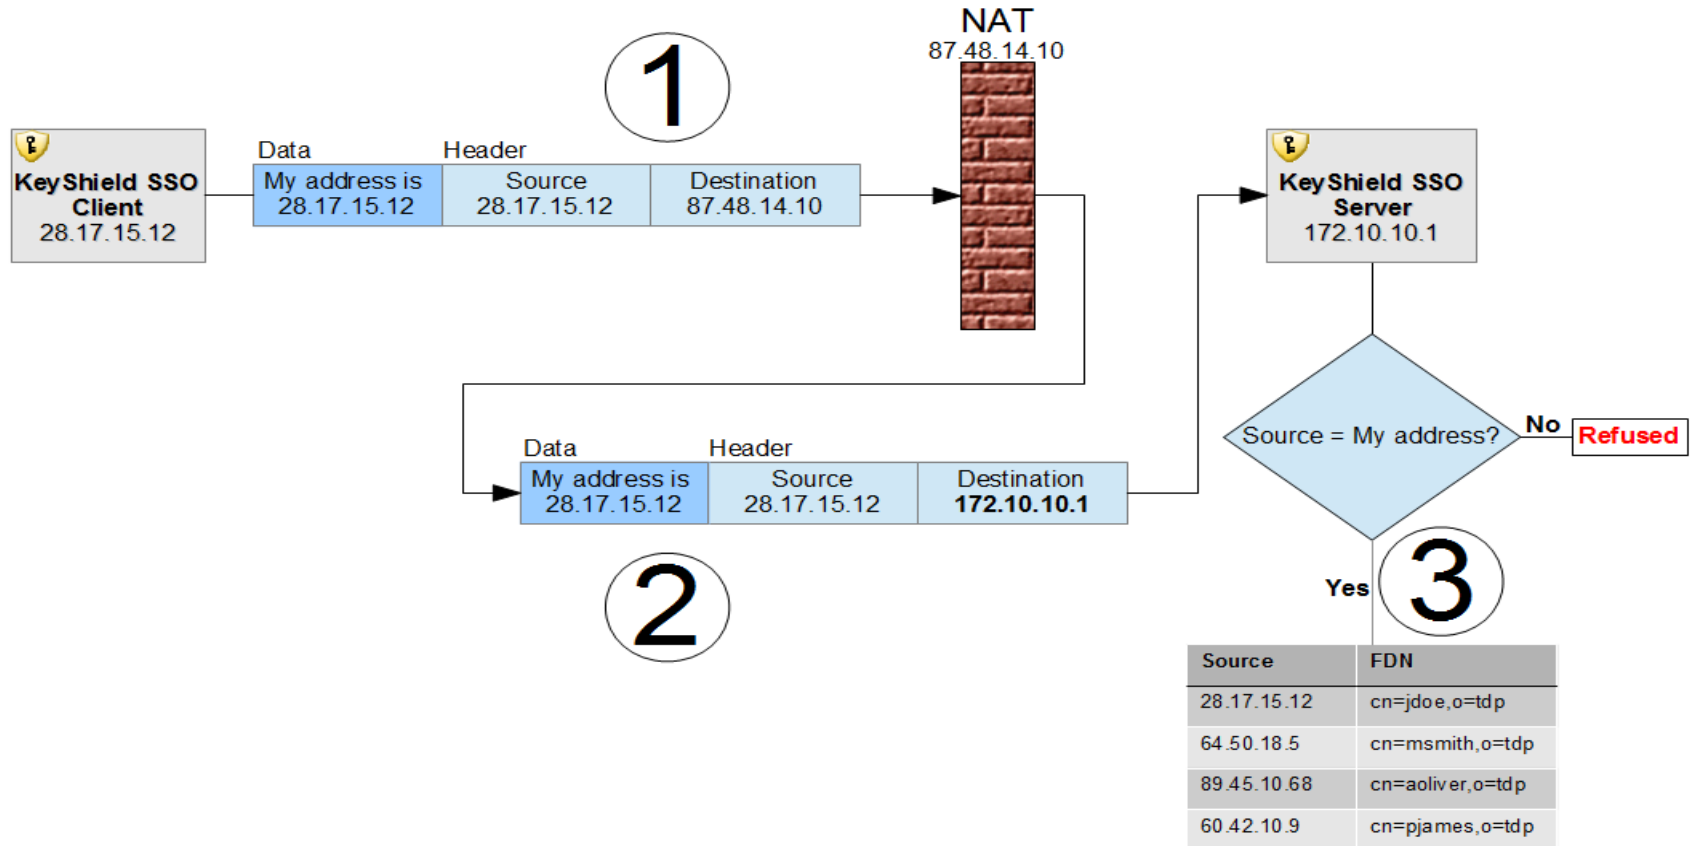 NAT
87.48.14.10
1
KeyShield SSO
Client
28.17.15.12
Data
Header
My address is
28.17.15.12
Source
28.17.15.12
Destination
87.48.14.10
KeyShield SSO
Server
172.10.10.1
Data
Header
My address is
28.17.15.12
Source
28.17.15.12
Destination
172.10.10.1
2
Source = My address?
No
Refused
Yes
3
Source FDN
28.17.15.12 cn=jdoe,o=tdp
64.50.18.5 cn=msmith,o=tdp
89.45.10.68 cn=aoliver,o=tdp
60.42.10.9 cn=pjames,o=tdp